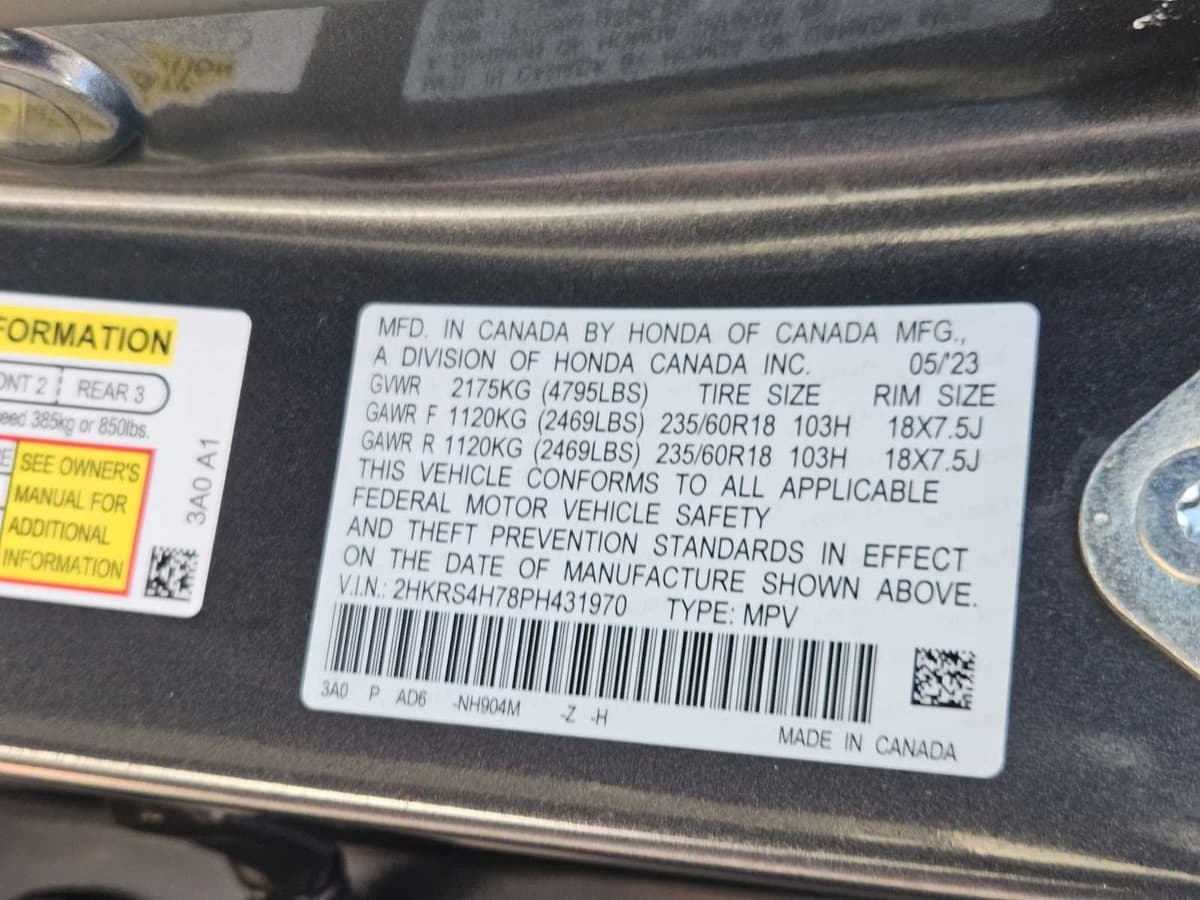 FORMATION
ONT 2 REAR 3
eed 385kg or 850lbs.
SEE OWNER'S
MANUAL FOR
ADDITIONAL
INFORMATION
3A0 A1
MFD. IN CANADA BY HONDA OF CANADA MFG.,
A DIVISION OF HONDA CANADA INC. 05/'23
GVWR 2175KG (4795LBS) TIRE SIZE RIM SIZE
GAWR F 1120KG (2469LBS) 235/60R18 103H 18X7.5J
GAWR R 1120KG (2469LBS) 235/60R18 103H 18X7.5J
THIS VEHICLE CONFORMS TO ALL APPLICABLE
FEDERAL MOTOR VEHICLE SAFETY
AND THEFT PREVENTION STANDARDS IN EFFECT
ON THE DATE OF MANUFACTURE SHOWN ABOVE.
V.I.N.: 2HKRS4H78PH431970 TYPE: MPV
3A0 P AD6 -NH904M -Z -H
MADE IN CANADA